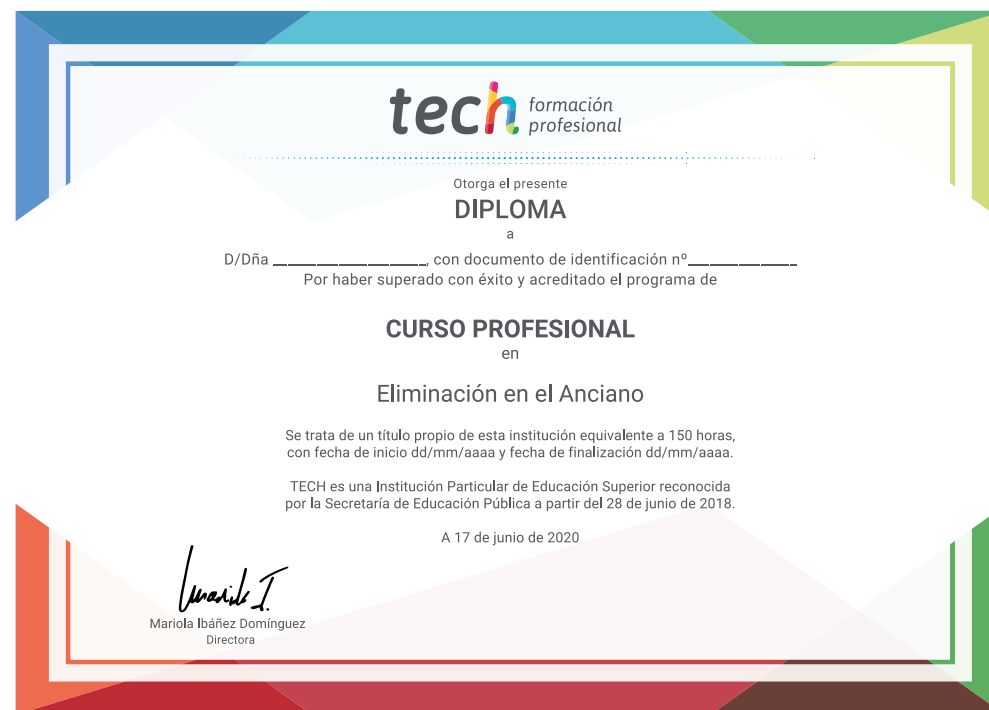 tech formación
profesional
Otorga el presente
DIPLOMA
a
D/Dña ______________________, con documento de identificación nº_______________
Por haber superado con éxito y acreditado el programa de
CURSO PROFESIONAL
en
Eliminación en el Anciano
Se trata de un título propio de esta institución equivalente a 150 horas,
con fecha de inicio dd/mm/aaaa y fecha de finalización dd/mm/aaaa.
TECH es una Institución Particular de Educación Superior reconocida
por la Secretaría de Educación Pública a partir del 28 de junio de 2018.
A 17 de junio de 2020
Mariola Ibáñez Domínguez
Directora